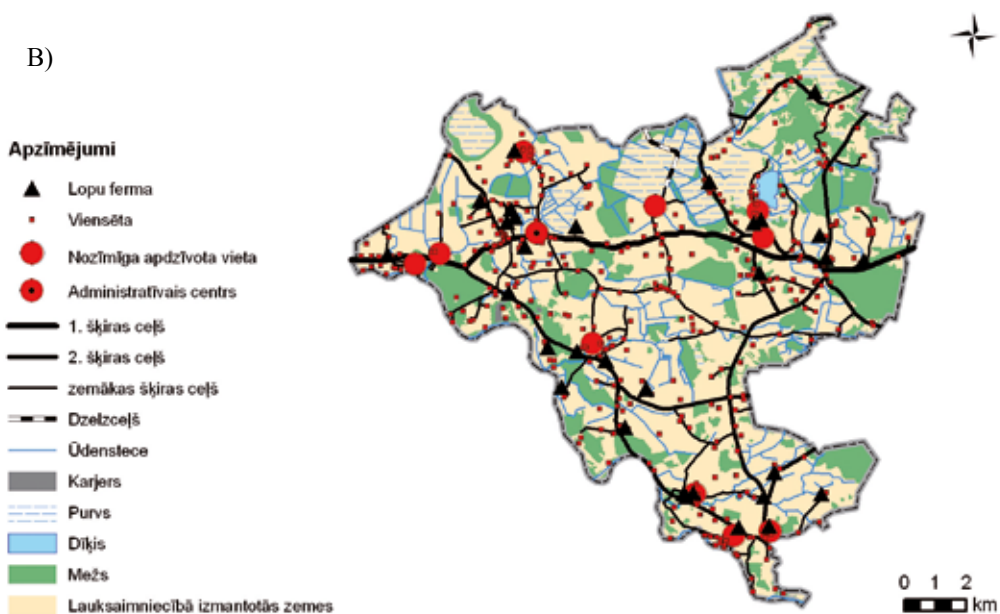 B)
Apzīmējumi
Lopu ferma
Viensēta
Nozīmīga apdzīvota vieta
Administratīvais centrs
1. šķiras ceļš
2. šķiras ceļš
zemākas šķiras ceļš
Dzelzceļš
Ūdenstece
Karjers
Purvs
Dīķis
Mežs
Lauksaimniecībā izmantotās zemes
0 1 2
km